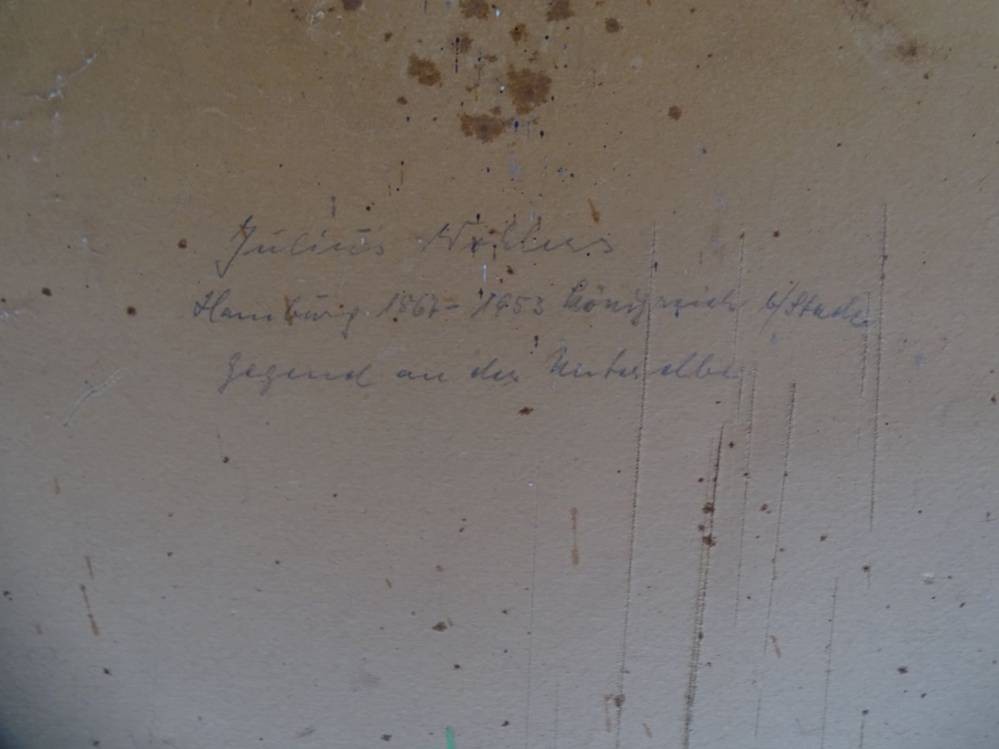 Julius Wohlers
Hamburg 1867-1953 Königreich b/Stade
Gegend an der Unterelbe